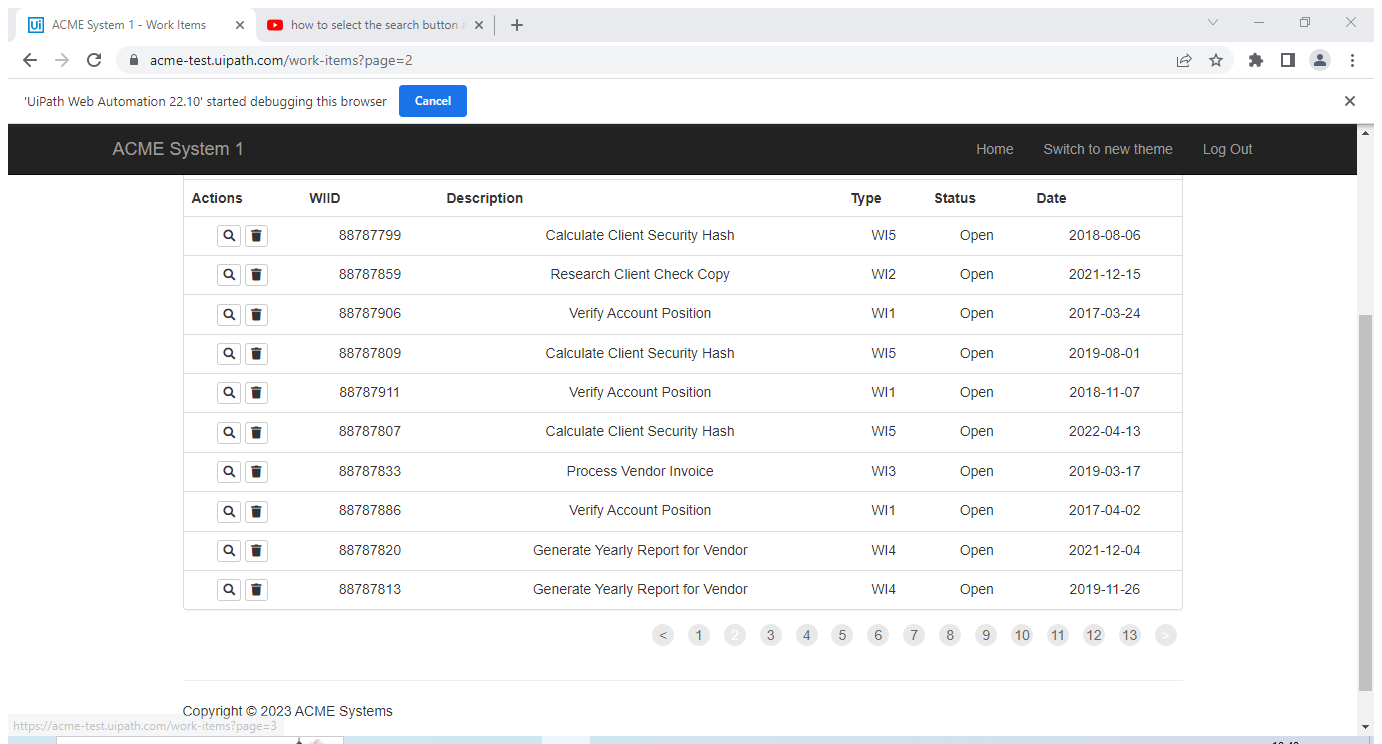 Ui ACME System 1 - Work Items how to select the search button a
acme-test.uipath.com/work-items?page=2
'UiPath Web Automation 22.10' started debugging this browser Cancel
ACME System 1 Home Switch to new theme Log Out
Actions WIID Description Type Status Date
88787799 Calculate Client Security Hash WI5 Open 2018-08-06
88787859 Research Client Check Copy WI2 Open 2021-12-15
88787906 Verify Account Position WI1 Open 2017-03-24
88787809 Calculate Client Security Hash WI5 Open 2019-08-01
88787911 Verify Account Position WI1 Open 2018-11-07
88787807 Calculate Client Security Hash WI5 Open 2022-04-13
88787833 Process Vendor Invoice WI3 Open 2019-03-17
88787886 Verify Account Position WI1 Open 2017-04-02
88787820 Generate Yearly Report for Vendor WI4 Open 2021-12-04
88787813 Generate Yearly Report for Vendor WI4 Open 2019-11-26
< 1 2 3 4 5 6 7 8 9 10 11 12 13 >
Copyright © 2023 ACME Systems
https://acme-test.uipath.com/work-items?page=3